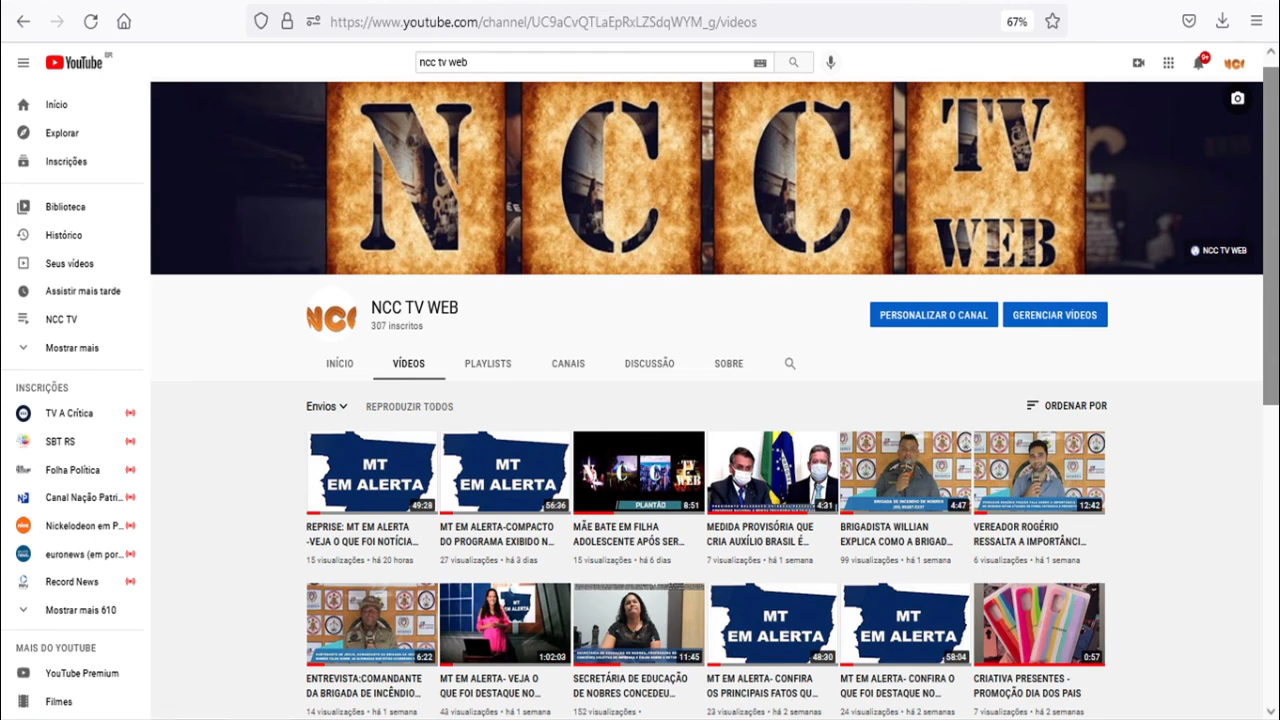 https://www.youtube.com/channel/UC9aCvQTLaEpRxLZSdqWYM_g/videos
67%
YouTube BR
ncc tv web
9+
NCC
Início
Explorar
Inscrições
Biblioteca
Histórico
Seus vídeos
Assistir mais tarde
NCC TV
Mostrar mais
INSCRIÇÕES
TV A Crítica
SBT RS
Folha Política
Canal Nação Patri...
Nickelodeon em P...
euronews (em por...
Record News
Mostrar mais 610
MAIS DO YOUTUBE
YouTube Premium
Filmes
N C C TV WEB
NCC TV WEB
NCC
NCC TV WEB
307 inscritos
PERSONALIZAR O CANAL
GERENCIAR VÍDEOS
INÍCIO VÍDEOS PLAYLISTS CANAIS DISCUSSÃO SOBRE
Envios
REPRODUZIR TODOS
ORDENAR POR
MT
EM ALERTA
49:28
REPRISE: MT EM ALERTA
-VEJA O QUE FOI NOTÍCIA...
15 visualizações • há 20 horas
MT
EM ALERTA
56:36
MT EM ALERTA-COMPACTO
DO PROGRAMA EXIBIDO N...
27 visualizações • há 3 dias
N C C TV WEB
PLANTÃO
8:51
MÃE BATE EM FILHA
ADOLESCENTE APÓS SER...
15 visualizações • há 6 dias
4:31
MEDIDA PROVISÓRIA QUE
CRIA AUXÍLIO BRASIL É...
7 visualizações • há 1 semana
BRIGADA DE INCÊNDIO DE NOBRES
4:47
BRIGADISTA WILLIAN
EXPLICA COMO A BRIGAD...
99 visualizações • há 1 semana
12:42
VEREADOR ROGÉRIO
RESSALTA A IMPORTÂNCI...
6 visualizações • há 1 semana
6:22
ENTREVISTA:COMANDANTE
DA BRIGADA DE INCÊNDIO...
14 visualizações • há 1 semana
MT
EM ALERTA
1:02:03
MT EM ALERTA- VEJA O
QUE FOI DESTAQUE NO...
43 visualizações • há 1 semana
11:45
SECRETÁRIA DE EDUCAÇÃO
DE NOBRES CONCEDEU...
152 visualizações •
MT
EM ALERTA
48:30
MT EM ALERTA- CONFIRA
OS PRINCIPAIS FATOS QU...
23 visualizações • há 2 semanas
MT
EM ALERTA
58:04
MT EM ALERTA- CONFIRA O
QUE FOI DESTAQUE NO...
24 visualizações • há 2 semanas
0:57
CRIATIVA PRESENTES -
PROMOÇÃO DIA DOS PAIS
7 visualizações • há 2 semanas